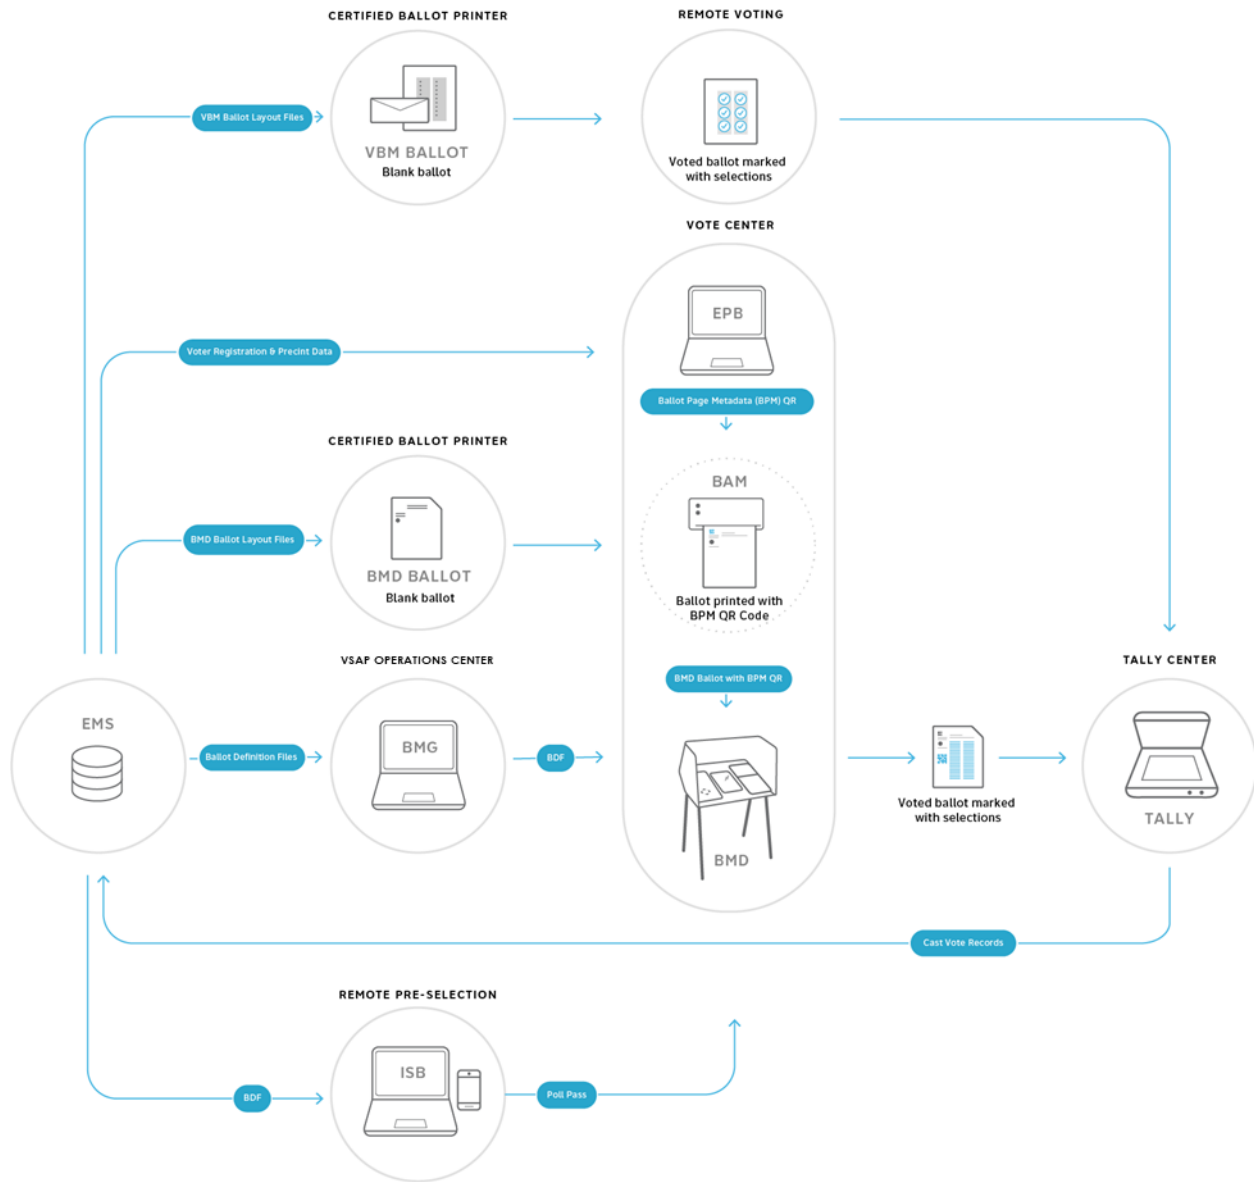 CERTIFIED BALLOT PRINTER
REMOTE VOTING
VBM Ballot Layout Files
VBM BALLOT
Blank ballot
Voted ballot marked
with selections
VOTE CENTER
EPB
Voter Registration & Precint Data
Ballot Page Metadata (BPM) QR
CERTIFIED BALLOT PRINTER
BAM
BMD Ballot Layout Files
BMD BALLOT
Blank ballot
Ballot printed with
BPM QR Code
VSAP OPERATIONS CENTER
TALLY CENTER
BMD Ballot with BPM QR
EMS
Ballot Definition Files
BMG
BDF
BMD
Voted ballot marked
with selections
TALLY
Cast Vote Records
REMOTE PRE-SELECTION
BDF
ISB
Poll Pass